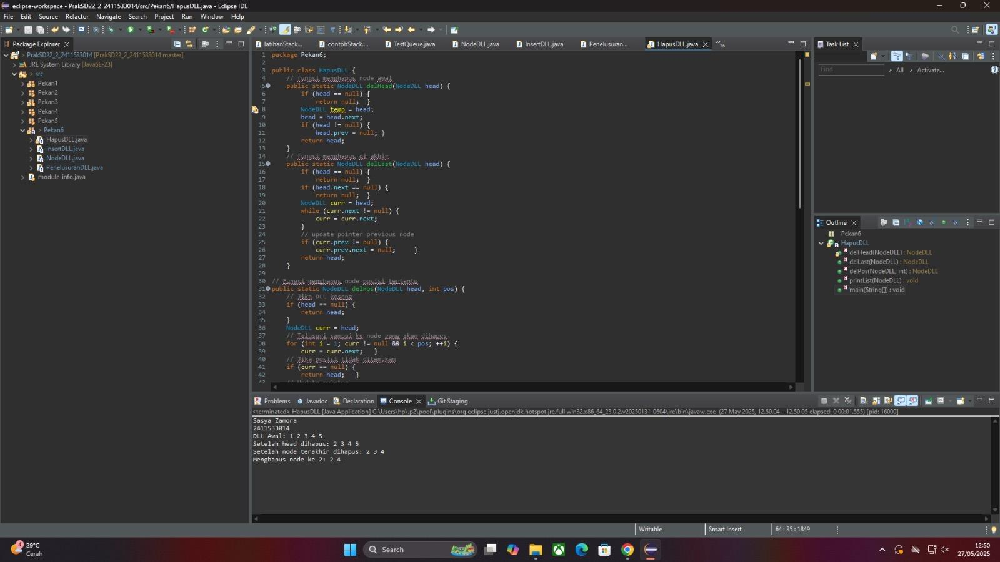 eclipse-workspace - PrakSD22_2_2411533014/src/Pekan6/HapusDLL.java - Eclipse IDE
File Edit Source Refactor Navigate Search Project Run Window Help
Package Explorer
PrakSD22_2_2411533014 [PrakSD22_2_2411533014 master]
JRE System Library [JavaSE-23]
src
Pekan1
Pekan2
Pekan3
Pekan4
Pekan5
Pekan6
HapusDLL.java
InsertDLL.java
NodeDLL.java
PenelusuranDLL.java
module-info.java
latihanStack... contohStack.... TestQueue.java NodeDLL.java InsertDLL.java Penelusuran... HapusDLL.java 16
1 package Pekan6;
2
3 public class HapusDLL {
4 // fungsi menghapus node awal
5 public static NodeDLL delHead(NodeDLL head) {
6 if (head == null) {
7 return null; }
8 NodeDLL temp = head;
9 head = head.next;
10 if (head != null) {
11 head.prev = null; }
12 return head;
13 }
14 // fungsi menghapus di akhir
15 public static NodeDLL delLast(NodeDLL head) {
16 if (head == null) {
17 return null; }
18 if (head.next == null) {
19 return null; }
20 NodeDLL curr = head;
21 while (curr.next != null) {
22 curr = curr.next;
23 }
24 // update pointer previous node
25 if (curr.prev != null) {
26 curr.prev.next = null; }
27 return head;
28 }
29
30 // Fungsi menghapus node posisi tertentu
31 public static NodeDLL delPos(NodeDLL head, int pos) {
32 // Jika DLL kosong
33 if (head == null) {
34 return head;
35 }
36 NodeDLL curr = head;
37 // Telusuri sampai ke node yang akan dihapus
38 for (int i = 1; curr != null && i < pos; ++i) {
39 curr = curr.next; }
40 // Jika posisi tidak ditemukan
41 if (curr == null) {
42 return head; }
43 // Update pointer
Task List
Find All Activate...
Outline
Pekan6
HapusDLL
delHead(NodeDLL) : NodeDLL
delLast(NodeDLL) : NodeDLL
delPos(NodeDLL, int) : NodeDLL
printList(NodeDLL) : void
main(String[]) : void
Problems Javadoc Declaration Console Git Staging
<terminated> HapusDLL [Java Application] C:\Users\hp\.p2\pool\plugins\org.eclipse.justj.openjdk.hotspot.jre.full.win32.x86_64_23.0.2.v20250131-0604\jre\bin\javaw.exe (27 May 2025, 12.50.04 – 12.50.05 elapsed: 0:00:01.555) [pid: 16000]
Sasya Zamora
2411533014
DLL Awal: 1 2 3 4 5
Setelah head dihapus: 2 3 4 5
Setelah node terakhir dihapus: 2 3 4
Menghapus node ke 2: 2 4
Writable Smart Insert 64 : 35 : 1849
4
29°C
Cerah
Search
12:50
27/05/2025